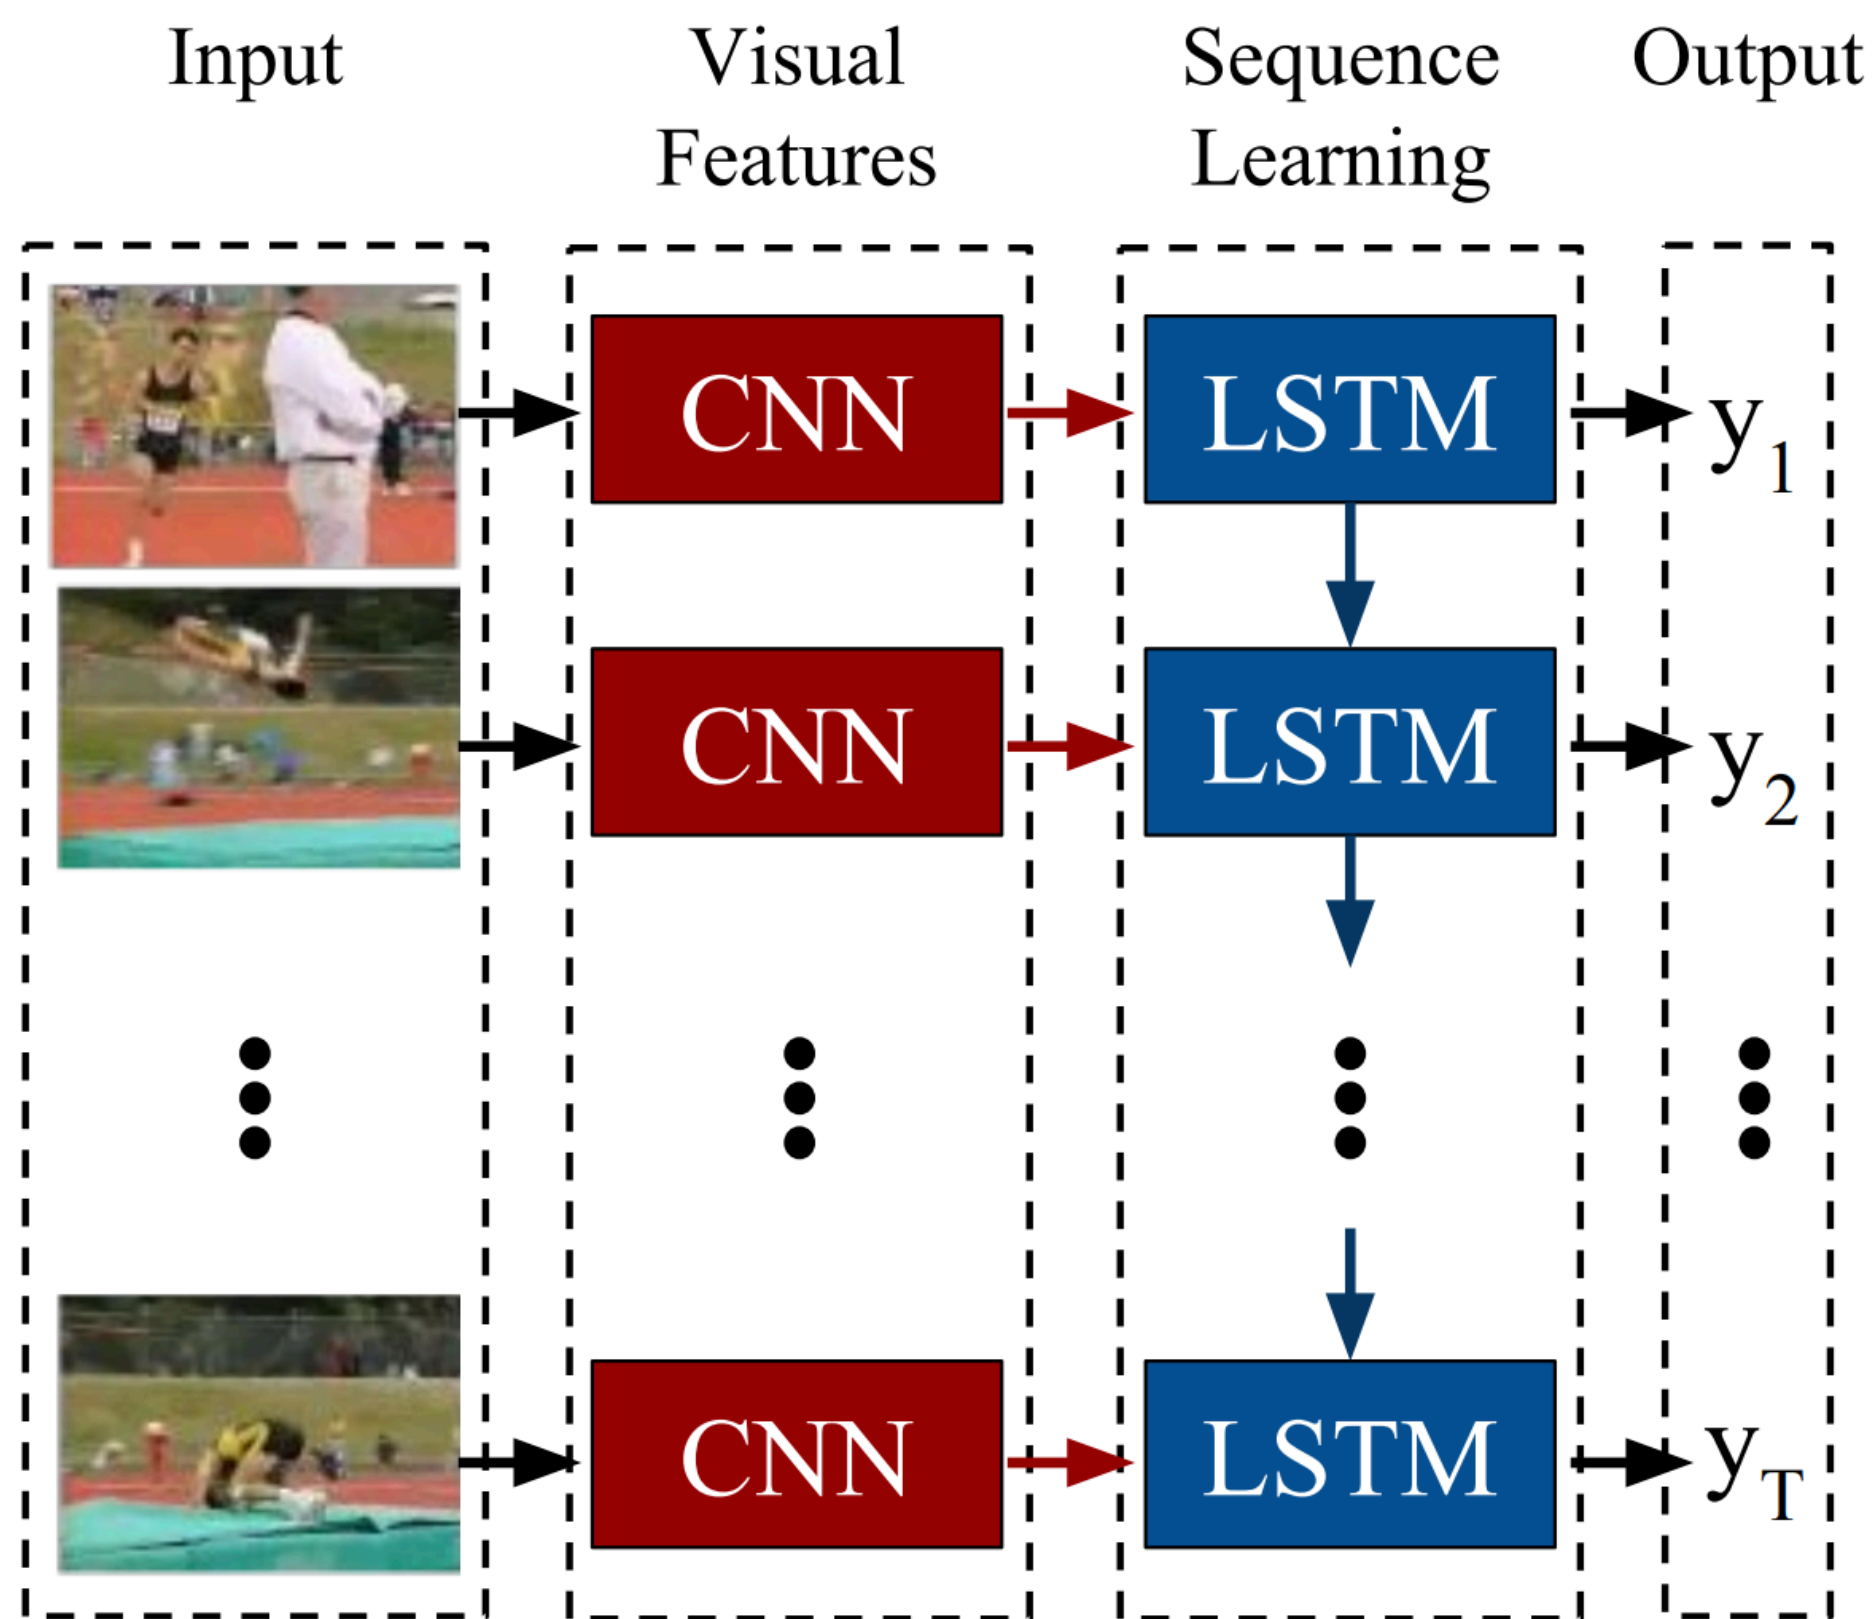 Input
Visual
Features
Sequence
Learning
Output
CNN
LSTM
y1
CNN
LSTM
y2
CNN
LSTM
yT